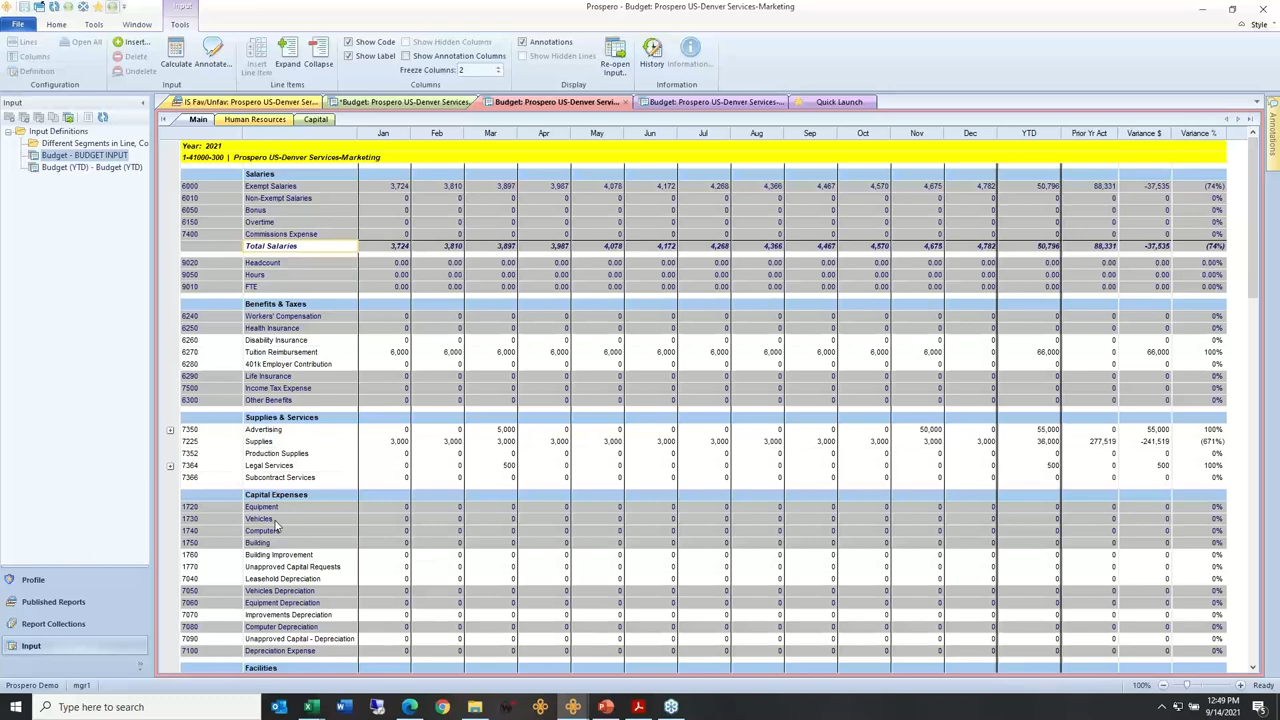 Prospero - Budget: Prospero US-Denver Services-Marketing
Input
File Home Tools Window Tools Style
Lines Open All Insert... Show Code Show Hidden Columns Annotations
Columns Delete Show Label Show Annotation Columns Show Hidden Lines
Definition Undelete Calculate Annotate... Insert Line Item Expand Collapse Freeze Columns: 2 Re-open Input.. History Information...
Configuration Input Line Items Columns Display Information
Input IS Fav/Unfav: Prospero US-Denver Ser... *Budget: Prospero US-Denver Services... Budget: Prospero US-Denver Servi... Budget: Prospero US-Denver Services-... Quick Launch
Annotations
Main Human Resources Capital
Input Definitions
Different Segments in Line, Co
Budget - BUDGET INPUT
Budget (YTD) - Budget (YTD)
Jan Feb Mar Apr May Jun Jul Aug Sep Oct Nov Dec YTD Prior Yr Act Variance $ Variance %
Year: 2021
1-41000-300 | Prospero US-Denver Services-Marketing
Salaries
6000 Exempt Salaries 3,724 3,810 3,897 3,987 4,078 4,172 4,268 4,366 4,467 4,570 4,675 4,782 50,796 88,331 -37,535 (74%)
6010 Non-Exempt Salaries 0 0 0 0 0 0 0 0 0 0 0 0 0 0 0 0%
6050 Bonus 0 0 0 0 0 0 0 0 0 0 0 0 0 0 0 0%
6150 Overtime 0 0 0 0 0 0 0 0 0 0 0 0 0 0 0 0%
7400 Commissions Expense 0 0 0 0 0 0 0 0 0 0 0 0 0 0 0 0%
Total Salaries 3,724 3,810 3,897 3,987 4,078 4,172 4,268 4,366 4,467 4,570 4,675 4,782 50,796 88,331 -37,535 (74%)
9020 Headcount 0.00 0.00 0.00 0.00 0.00 0.00 0.00 0.00 0.00 0.00 0.00 0.00 0.00 0.00 0.00 0.00%
9050 Hours 0.00 0.00 0.00 0.00 0.00 0.00 0.00 0.00 0.00 0.00 0.00 0.00 0.00 0.00 0.00 0.00%
9010 FTE 0.00 0.00 0.00 0.00 0.00 0.00 0.00 0.00 0.00 0.00 0.00 0.00 0.00 0.00 0.00 0.00%
Benefits & Taxes
6240 Workers' Compensation 0 0 0 0 0 0 0 0 0 0 0 0 0 0 0 0%
6250 Health Insurance 0 0 0 0 0 0 0 0 0 0 0 0 0 0 0 0%
6260 Disability Insurance 0 0 0 0 0 0 0 0 0 0 0 0 0 0 0 0%
6270 Tuition Reimbursement 6,000 6,000 6,000 6,000 6,000 6,000 6,000 6,000 6,000 6,000 6,000 0 66,000 0 66,000 100%
6280 401k Employer Contribution 0 0 0 0 0 0 0 0 0 0 0 0 0 0 0 0%
6290 Life Insurance 0 0 0 0 0 0 0 0 0 0 0 0 0 0 0 0%
7500 Income Tax Expense 0 0 0 0 0 0 0 0 0 0 0 0 0 0 0 0%
6300 Other Benefits 0 0 0 0 0 0 0 0 0 0 0 0 0 0 0 0%
Supplies & Services
7350 Advertising 0 0 5,000 0 0 0 0 0 0 0 50,000 0 55,000 0 55,000 100%
7225 Supplies 3,000 3,000 3,000 3,000 3,000 3,000 3,000 3,000 3,000 3,000 3,000 3,000 36,000 277,519 -241,519 (671%)
7352 Production Supplies 0 0 0 0 0 0 0 0 0 0 0 0 0 0 0 0%
7364 Legal Services 0 0 500 0 0 0 0 0 0 0 0 0 500 0 500 100%
7366 Subcontract Services 0 0 0 0 0 0 0 0 0 0 0 0 0 0 0 0%
Capital Expenses
1720 Equipment 0 0 0 0 0 0 0 0 0 0 0 0 0 0 0 0%
1730 Vehicles 0 0 0 0 0 0 0 0 0 0 0 0 0 0 0 0%
1740 Computers 0 0 0 0 0 0 0 0 0 0 0 0 0 0 0 0%
1750 Building 0 0 0 0 0 0 0 0 0 0 0 0 0 0 0 0%
1760 Building Improvement 0 0 0 0 0 0 0 0 0 0 0 0 0 0 0 0%
1770 Unapproved Capital Requests 0 0 0 0 0 0 0 0 0 0 0 0 0 0 0 0%
7040 Leasehold Depreciation 0 0 0 0 0 0 0 0 0 0 0 0 0 0 0 0%
7050 Vehicles Depreciation 0 0 0 0 0 0 0 0 0 0 0 0 0 0 0 0%
7060 Equipment Depreciation 0 0 0 0 0 0 0 0 0 0 0 0 0 0 0 0%
7070 Improvements Depreciation 0 0 0 0 0 0 0 0 0 0 0 0 0 0 0 0%
7080 Computer Depreciation 0 0 0 0 0 0 0 0 0 0 0 0 0 0 0 0%
7090 Unapproved Capital - Depreciation 0 0 0 0 0 0 0 0 0 0 0 0 0 0 0 0%
7100 Depreciation Expense 0 0 0 0 0 0 0 0 0 0 0 0 0 0 0 0%
Facilities
Profile
Published Reports
Report Collections
Input
Prospero Demo mgr1 100% Ready
Type here to search 12:49 PM
9/14/2021